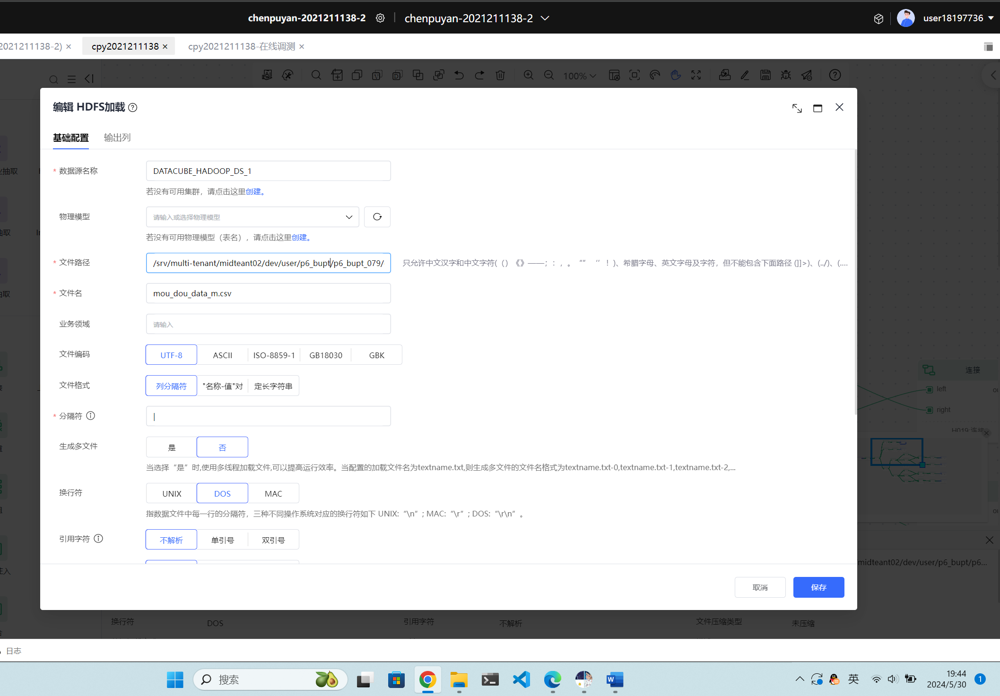 chenpuyan-2021211138-2
chenpuyan-2021211138-2
user18197736
2021211138-2) ×
cpy2021211138 ×
cpy2021211138-在线调测 ×
100%
编辑 HDFS加载
基础配置
输出列
* 数据源名称
DATACUBE_HADOOP_DS_1
若没有可用集群，请点击这里创建。
物理模型
请输入或选择物理模型
若没有可用物理模型（表名），请点击这里创建。
* 文件路径
/srv/multi-tenant/midteant02/dev/user/p6_bupt/p6_bupt_079/
只允许中文汉字和中文字符(（）《》——；：，。“” ‘’ ！)、希腊字母、英文字母及字符，但不能包含下面路径 (]]>)、(../)、(....
* 文件名
mou_dou_data_m.csv
业务领域
请输入
文件编码
UTF-8
ASCII
ISO-8859-1
GB18030
GBK
文件格式
列分隔符
"名称-值"对
定长字符串
* 分隔符
|
生成多文件
是
否
当选择“是”时,使用多线程加载文件,可以提高运行效率。当配置的加载文件名为textname.txt,则生成多文件的文件名格式为textname.txt-0,textname.txt-1,textname.txt-2,...
换行符
UNIX
DOS
MAC
指数据文件中每一行的分隔符，三种不同操作系统对应的换行符如下 UNIX:“\n”; MAC:“\r”; DOS:“\r\n”。
引用字符
不解析
单引号
双引号
取消
保存
抽取
抽取
抽取
连接
left
right
midteant02/dev/user/p6_bupt/p6...
换行符
DOS
引用字符
不解析
文件压缩类型
未压缩
日志
搜索
英
19:44
2024/5/30
1